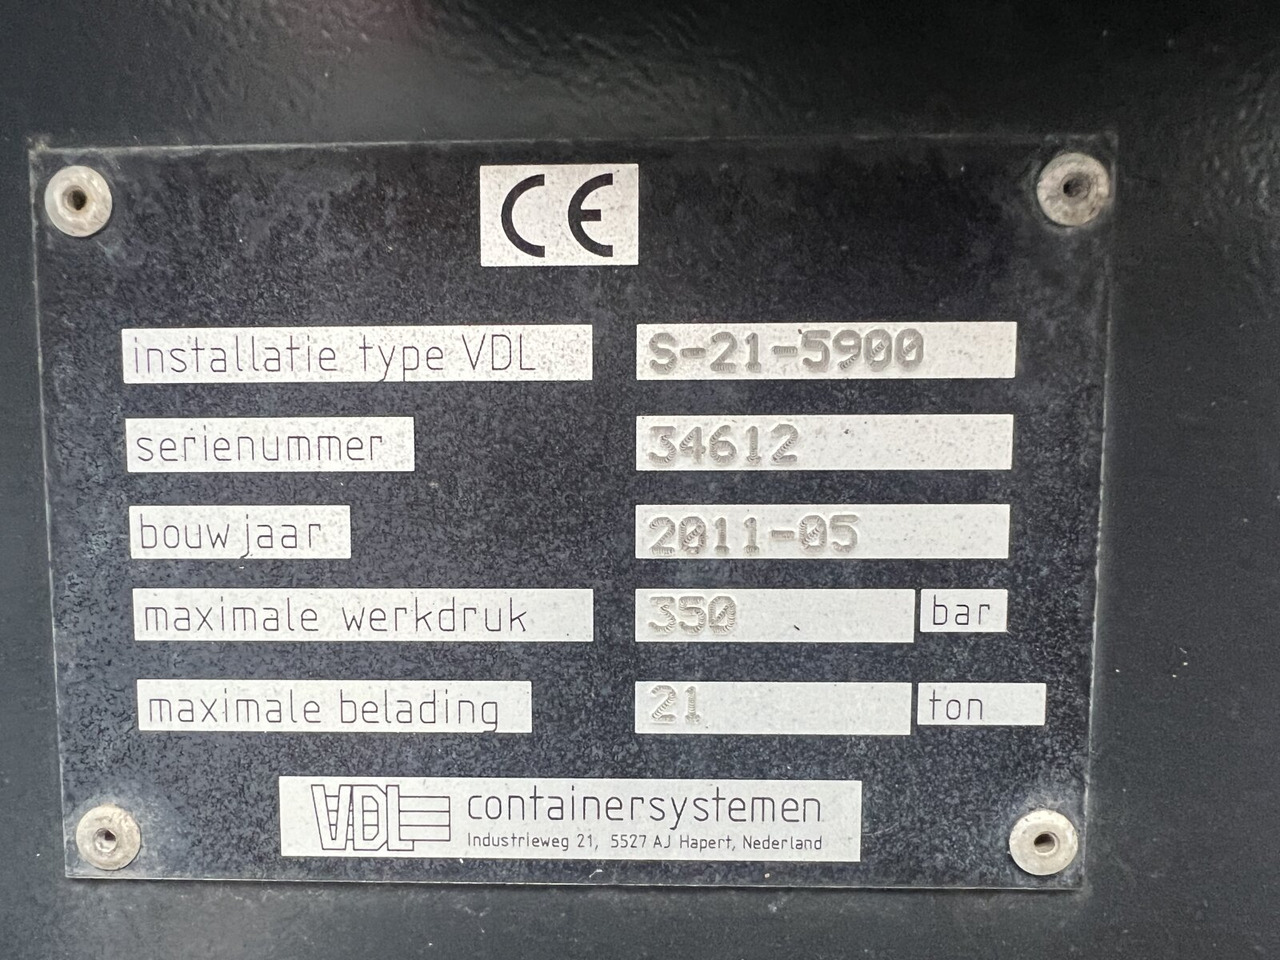 CE
installatie type VDL S-21-5900
serienummer 34612
bouwjaar 2011-05
maximale werkdruk 350 bar
maximale belading 21 ton
VDL containersystemen
Industrieweg 21, 5527 AJ Hapert, Nederland